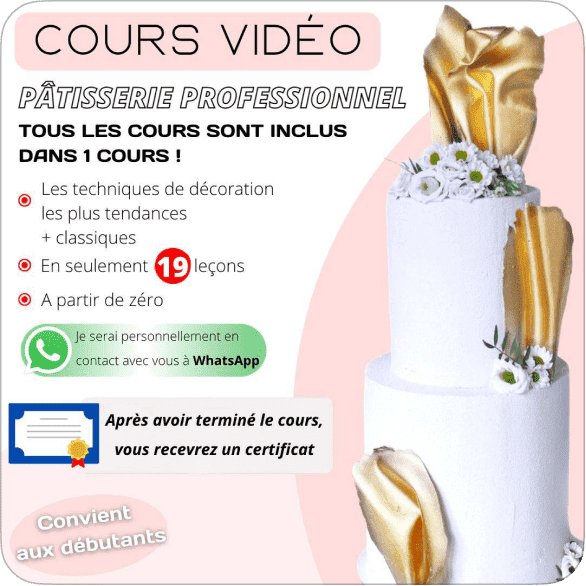 COURS VIDÉO
PÂTISSERIE PROFESSIONNEL
TOUS LES COURS SONT INCLUS
DANS 1 COURS !
Les techniques de décoration
les plus tendances
+ classiques
En seulement 19 leçons
A partir de zéro
Je serai personnellement en
contact avec vous à WhatsApp
Après avoir terminé le cours,
vous recevrez un certificat
Convient
aux débutants